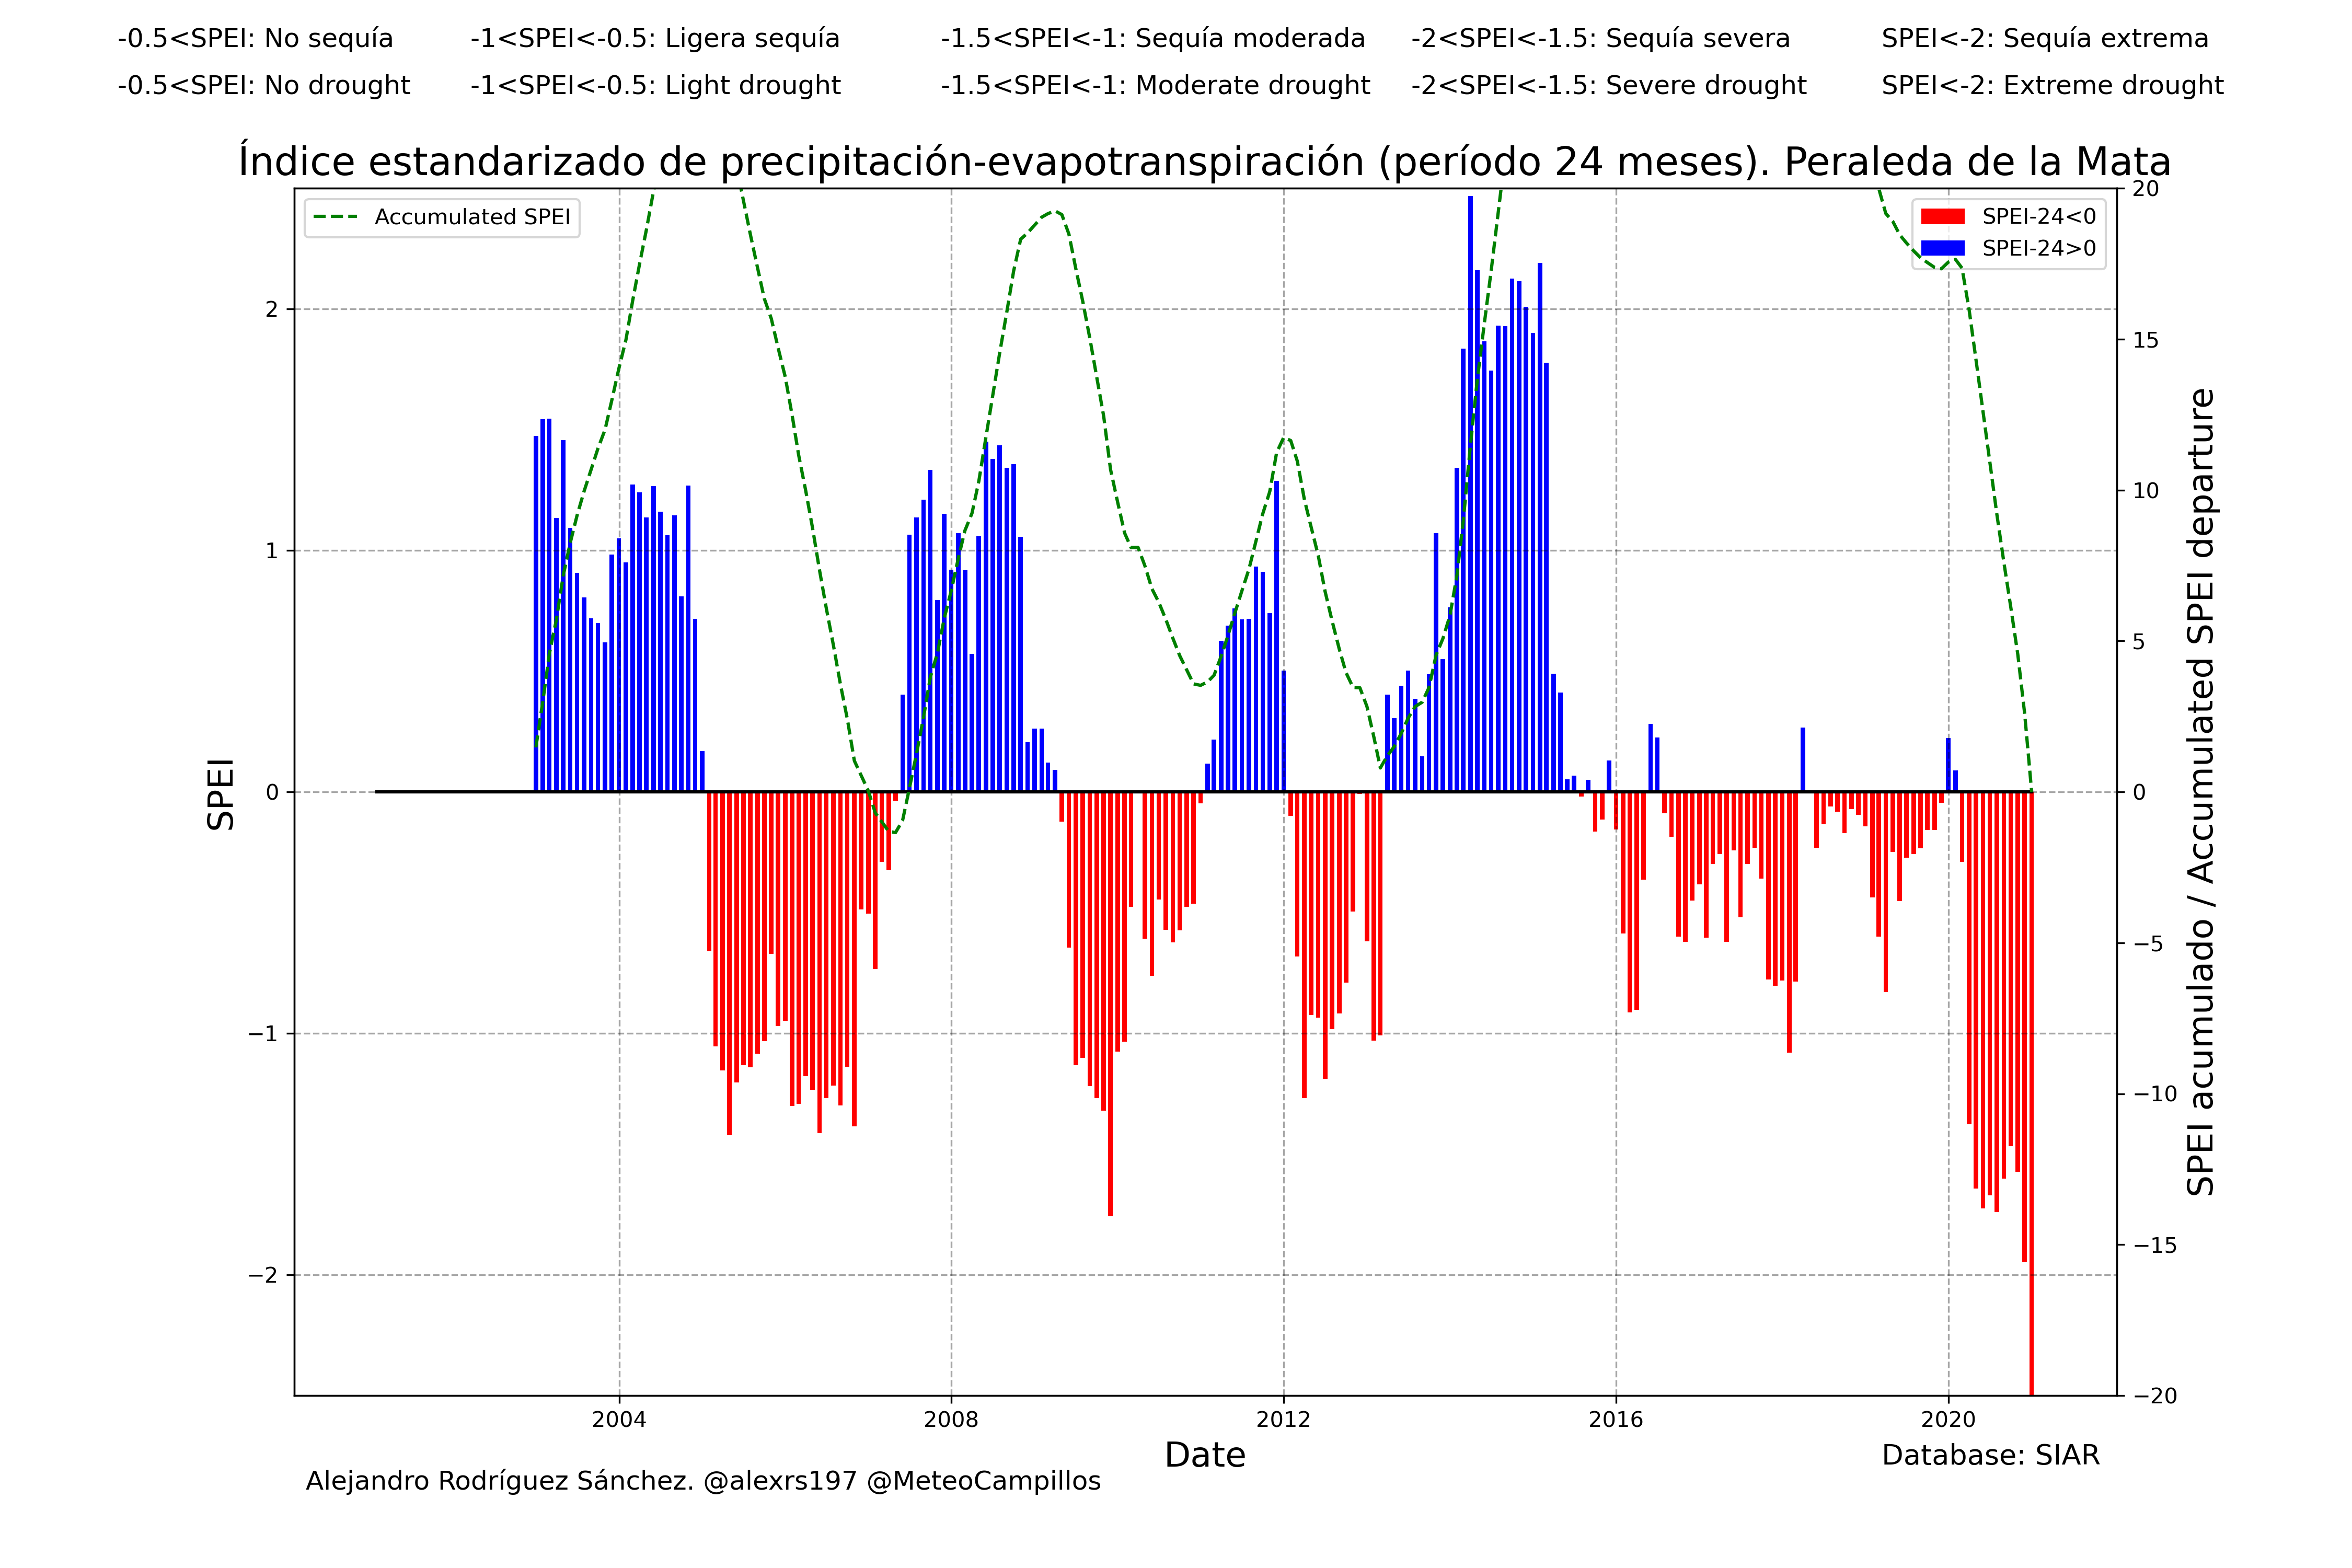 -0.5<SPEI: No sequía -1<SPEI<-0.5: Ligera sequía -1.5<SPEI<-1: Sequía moderada -2<SPEI<-1.5: Sequía severa SPEI<-2: Sequía extrema
-0.5<SPEI: No drought -1<SPEI<-0.5: Light drought -1.5<SPEI<-1: Moderate drought -2<SPEI<-1.5: Severe drought SPEI<-2: Extreme drought
Índice estandarizado de precipitación-evapotranspiración (período 24 meses). Peraleda de la Mata
Accumulated SPEI
SPEI-24<0
SPEI-24>0
SPEI
2
1
0
−1
−2
20
15
10
5
0
−5
−10
−15
−20
SPEI acumulado / Accumulated SPEI departure
2004 2008 2012 2016 2020
Date
Database: SIAR
Alejandro Rodríguez Sánchez. @alexrs197 @MeteoCampillos